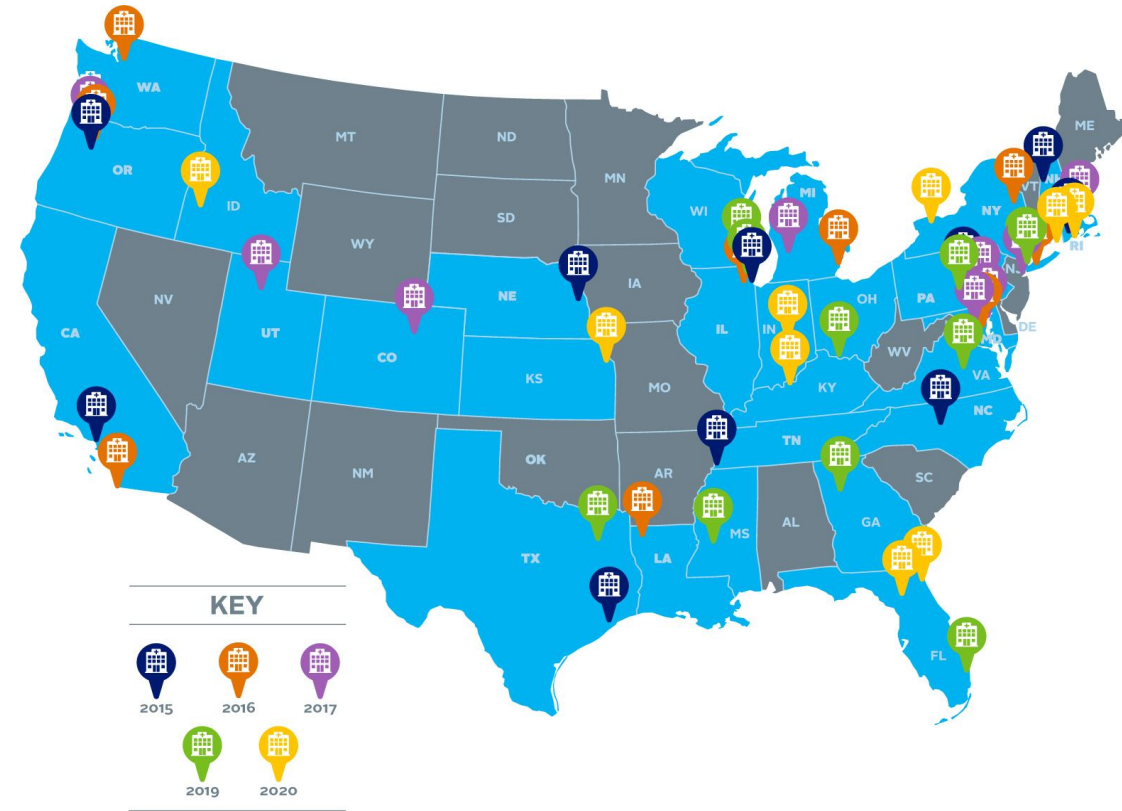 WA
MT
ND
ME
MN
OR
ID
VT
NH
MI
WI
NY
SD
WY
RI
IA
NE
PA
NJ
NV
OH
IL
IN
UT
DE
CA
CO
MD
WV
KS
MO
VA
KY
NC
TN
AZ
OK
NM
AR
SC
MS
AL
GA
TX
LA
FL
KEY
2015
2016
2017
2019
2020